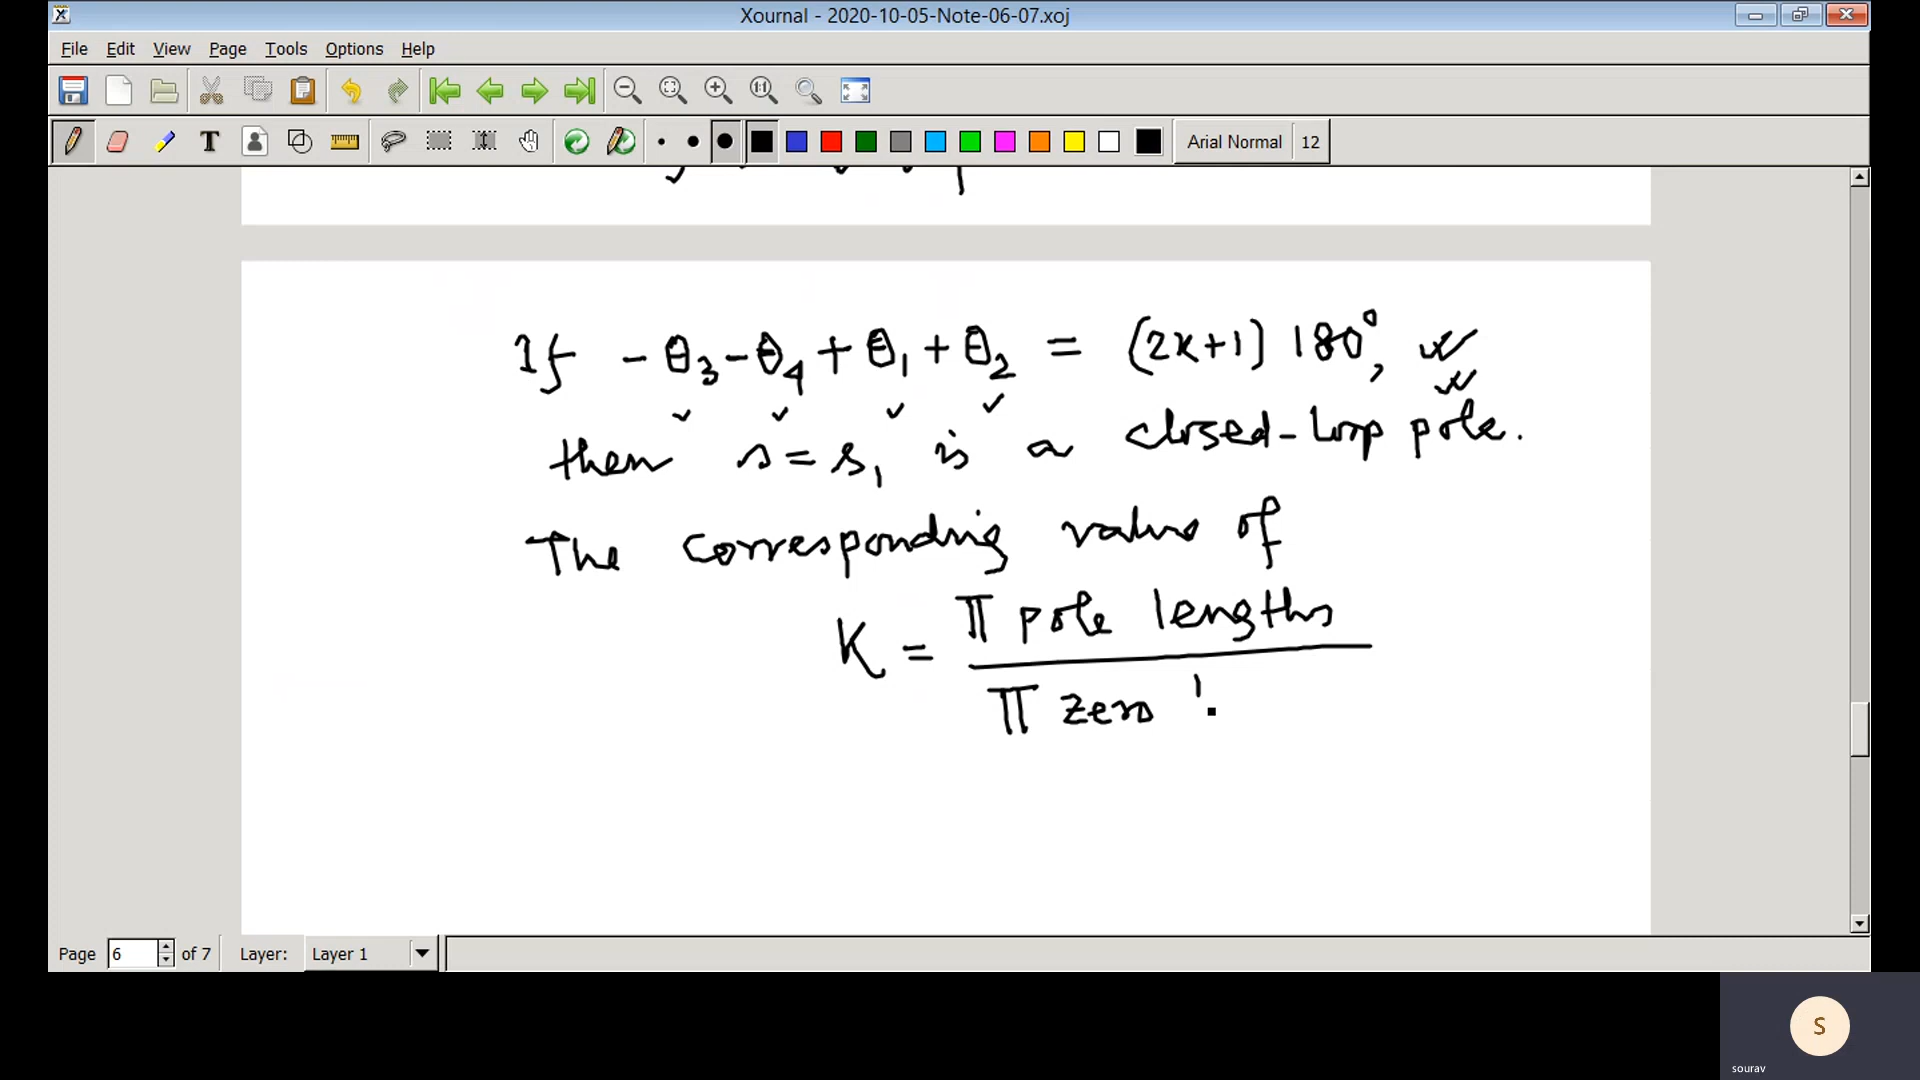 Xournal - 2020-10-05-Note-06-07.xoj
File Edit View Page Tools Options Help
Arial Normal 12
If -θ₃-θ₄+θ₁+θ₂ = (2k+1) 180°,
then s=s₁ is a closed-loop pole.
The corresponding value of
K = Π pole lengths
Π zero l
Page 6 of 7 Layer: Layer 1
S
sourav